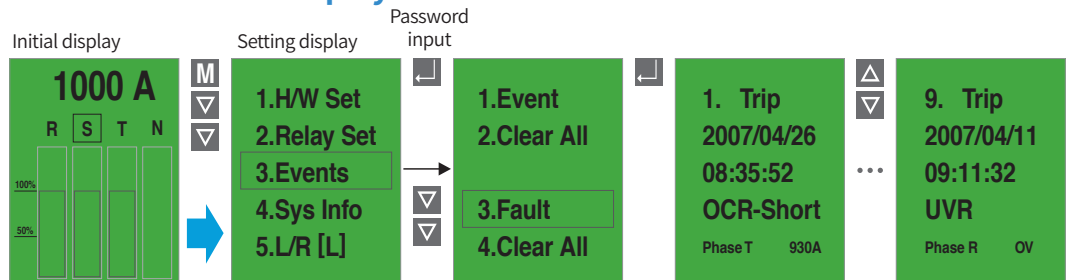 Password
input
Initial display
Setting display
1000 A
R S T N
100%
50%
M
1.H/W Set
2.Relay Set
3.Events
4.Sys Info
5.L/R [L]
1.Event
2.Clear All
3.Fault
4.Clear All
1. Trip
2007/04/26
08:35:52
OCR-Short
Phase T 930A
...
9. Trip
2007/04/11
09:11:32
UVR
Phase R OV